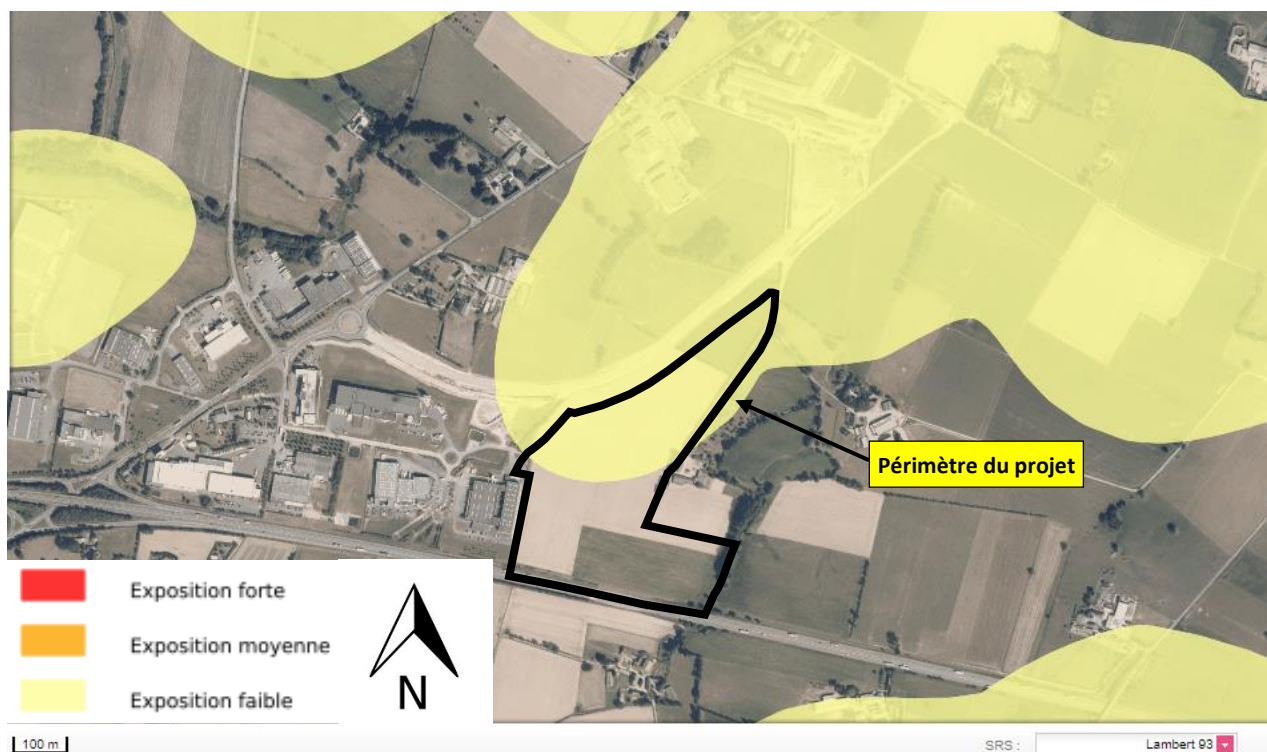 Périmètre du projet
Exposition forte
Exposition moyenne
Exposition faible
N
100 m
SRS :
Lambert 93